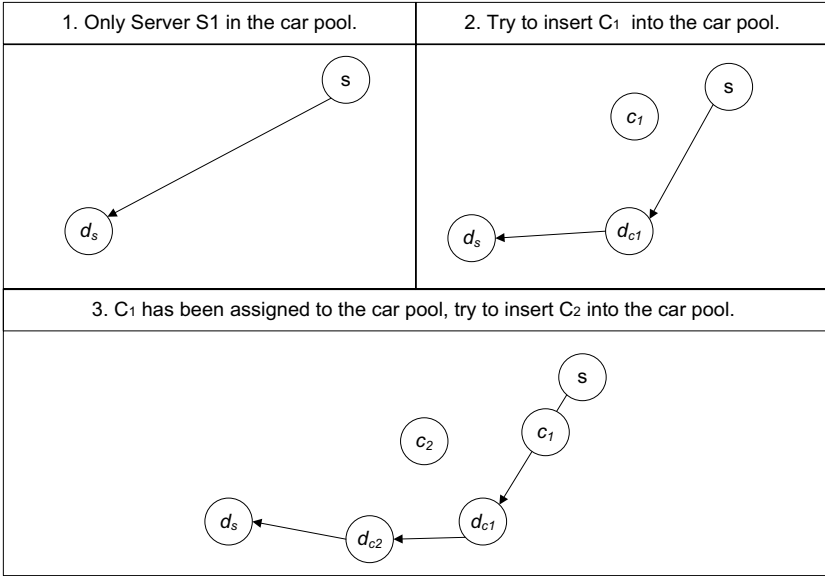 1. Only Server S1 in the car pool.
2. Try to insert C1 into the car pool.
s
ds
s
c1
dc1
ds
3. C1 has been assigned to the car pool, try to insert C2 into the car pool.
s
c1
c2
ds
dc2
dc1